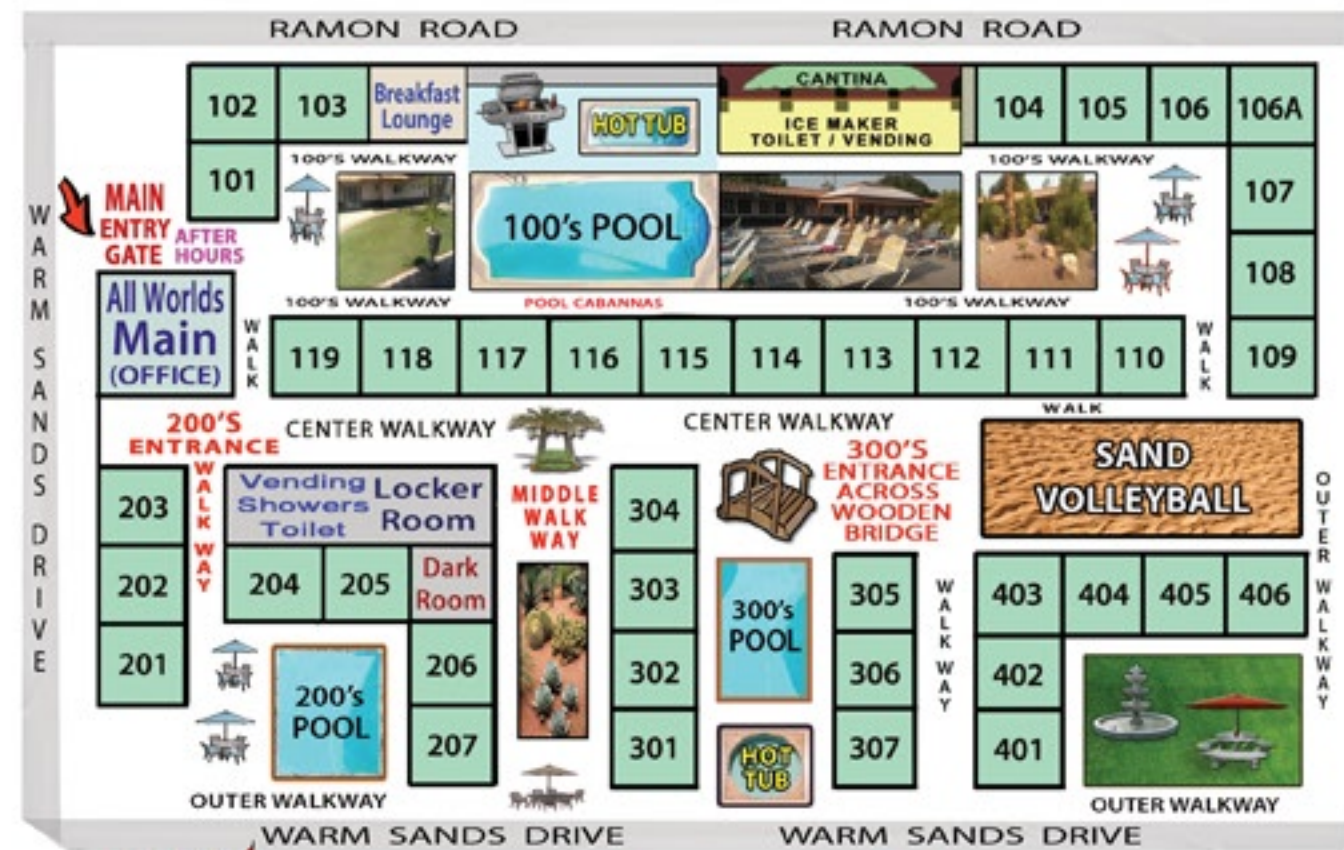 RAMON ROAD
RAMON ROAD
102
103
Breakfast
Lounge
HOT TUB
CANTINA
ICE MAKER
TOILET / VENDING
104
105
106
106A
101
100'S WALKWAY
100'S WALKWAY
107
MAIN
ENTRY
GATE
AFTER
HOURS
100's POOL
108
WARM SANDS DRIVE
All Worlds
Main
(OFFICE)
100'S WALKWAY
POOL CABANNAS
100'S WALKWAY
WALK
119
118
117
116
115
114
113
112
111
110
WALK
109
WALK
200'S
ENTRANCE
CENTER WALKWAY
CENTER WALKWAY
300'S
ENTRANCE
ACROSS
WOODEN
BRIDGE
SAND
VOLLEYBALL
OUTER WALKWAY
203
WALK WAY
Vending
Showers
Toilet
Locker
Room
MIDDLE
WALK
WAY
304
202
204
205
Dark
Room
303
300's
POOL
305
WALK WAY
403
404
405
406
201
200's
POOL
206
302
306
402
207
301
HOT
TUB
307
401
OUTER WALKWAY
OUTER WALKWAY
WARM SANDS DRIVE
WARM SANDS DRIVE